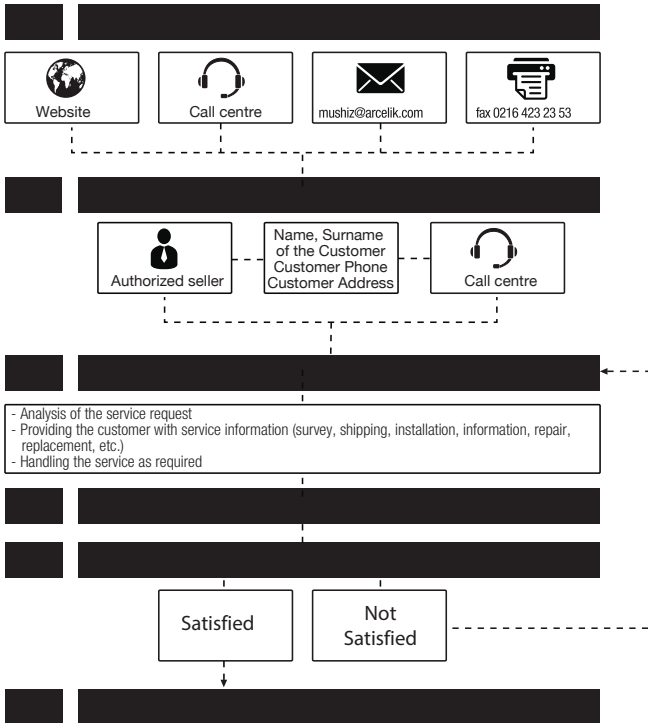 Website
Call centre
mushiz@arcelik.com
fax 0216 423 23 53
Authorized seller
Name, Surname
of the Customer
Customer Phone
Customer Address
Call centre
- Analysis of the service request
- Providing the customer with service information (survey, shipping, installation, information, repair,
replacement, etc.)
- Handling the service as required
Satisfied
Not
Satisfied